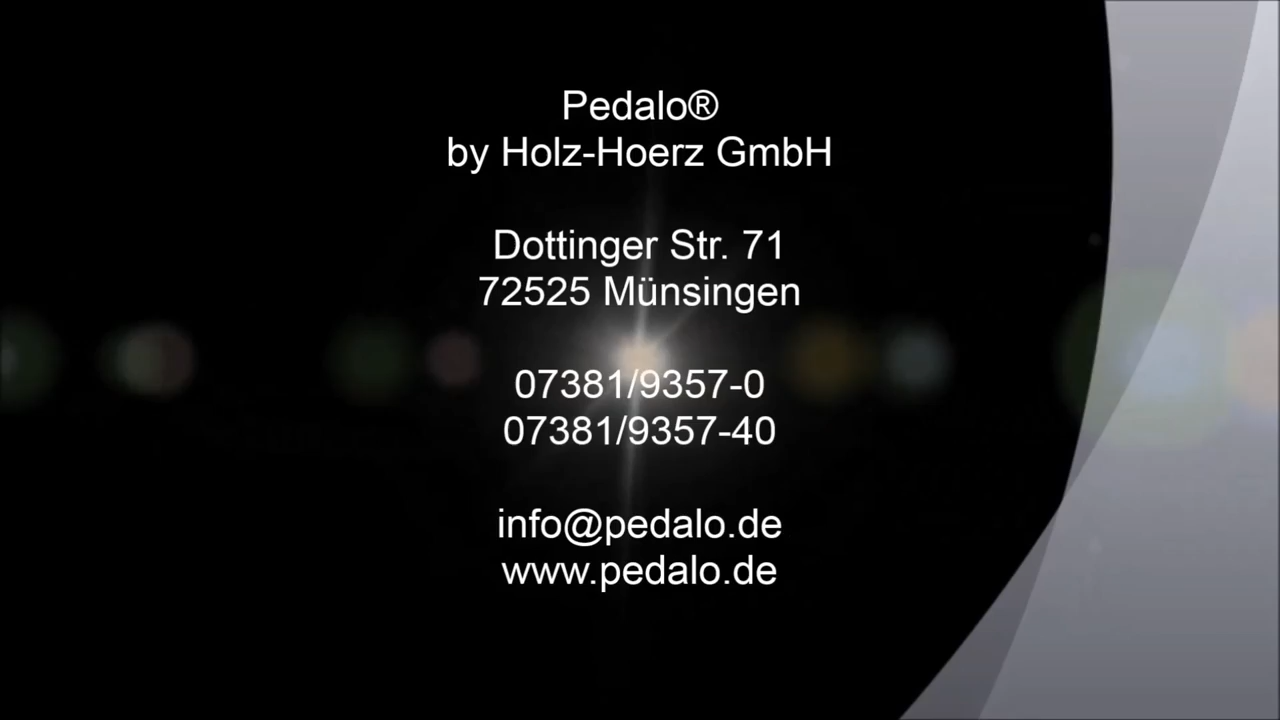 Pedalo®
by Holz-Hoerz GmbH
Dottinger Str. 71
72525 Münsingen
07381/9357-0
07381/9357-40
info@pedalo.de
www.pedalo.de